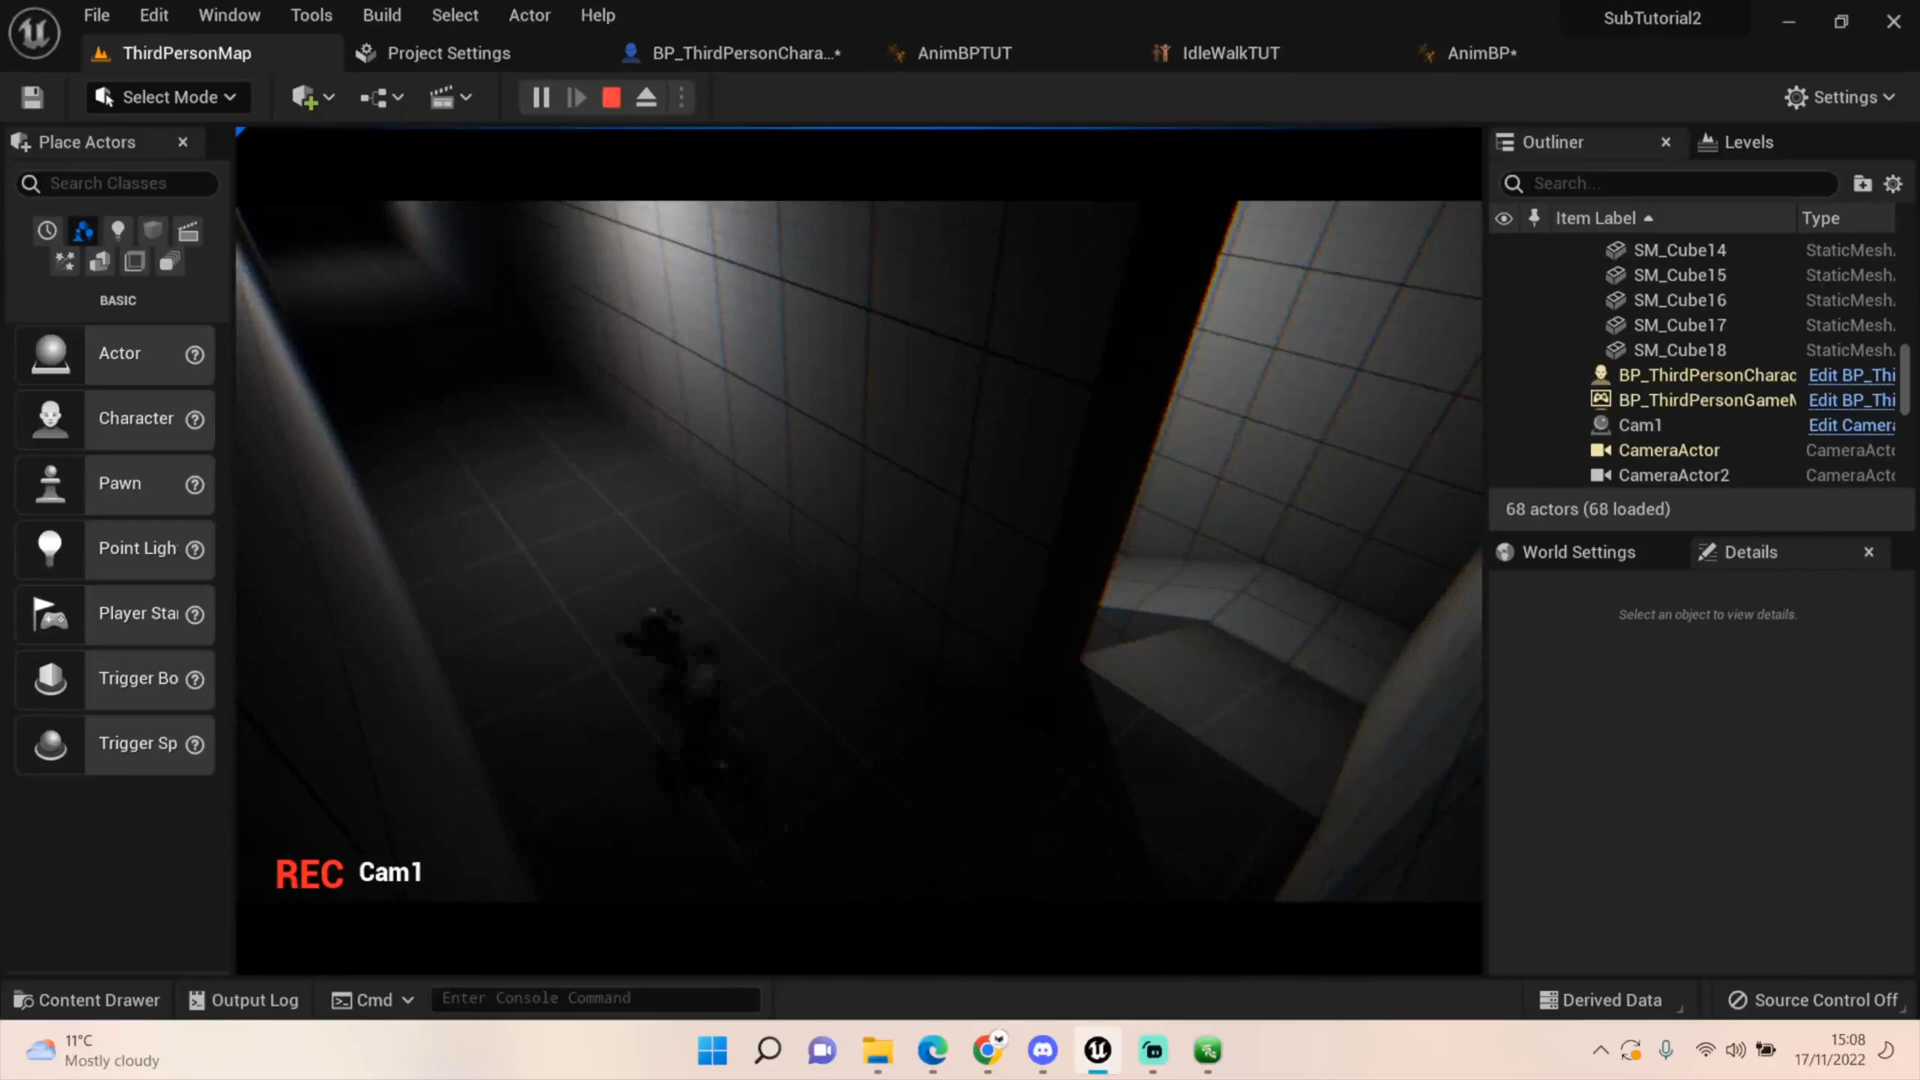 File Edit Window Tools Build Select Actor Help
SubTutorial2
ThirdPersonMap
Project Settings
BP_ThirdPersonChara...*
AnimBPTUT
IdleWalkTUT
AnimBP*
Select Mode
Settings
Place Actors
Search Classes
BASIC
Actor
Character
Pawn
Point Ligh
Player Sta
Trigger Bo
Trigger Sp
REC Cam1
Outliner
Levels
Search...
Item Label
Type
SM_Cube14 StaticMesh
SM_Cube15 StaticMesh
SM_Cube16 StaticMesh
SM_Cube17 StaticMesh
SM_Cube18 StaticMesh
BP_ThirdPersonCharac Edit BP_Thi
BP_ThirdPersonGameM Edit BP_Thi
Cam1 Edit Camera
CameraActor CameraActo
CameraActor2 CameraActo
68 actors (68 loaded)
World Settings
Details
Select an object to view details.
Content Drawer
Output Log
Cmd
Enter Console Command
Derived Data
Source Control Off
11°C
Mostly cloudy
15:08
17/11/2022